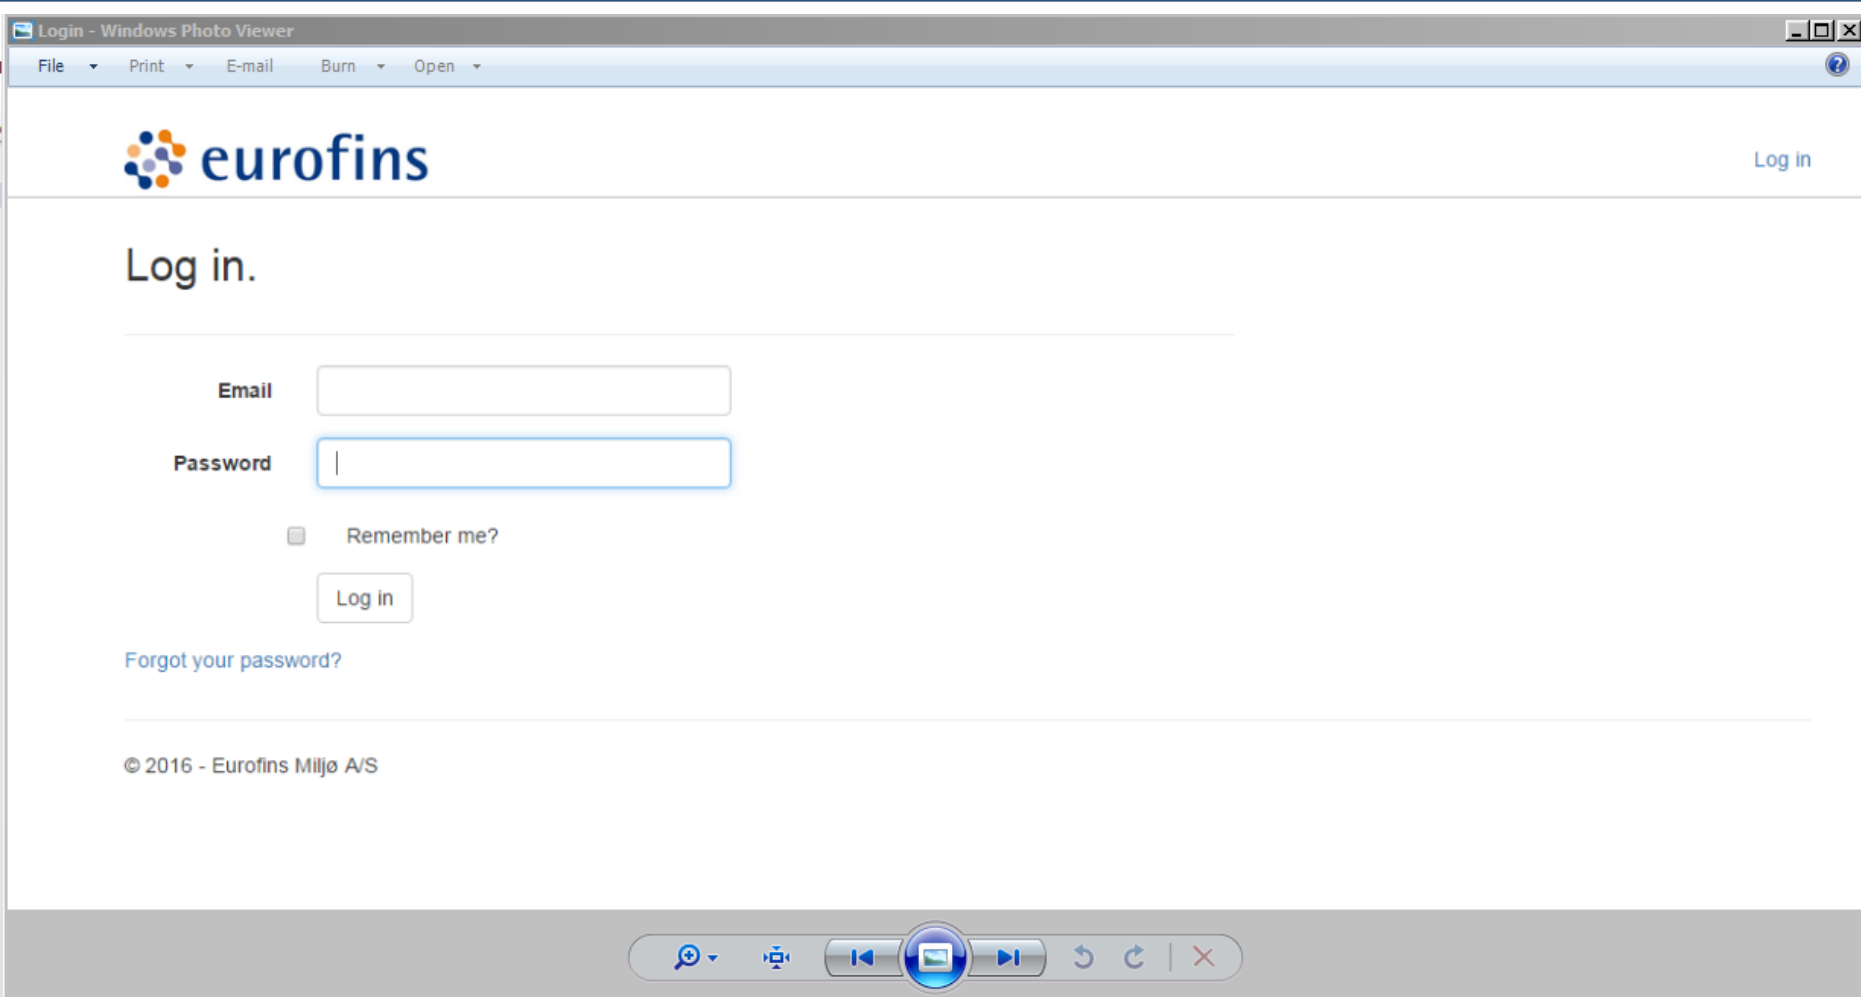 Login - Windows Photo Viewer
File Print E-mail Burn Open
eurofins
Log in
Log in.
Email
Password
Remember me?
Log in
Forgot your password?
© 2016 - Eurofins Miljø A/S